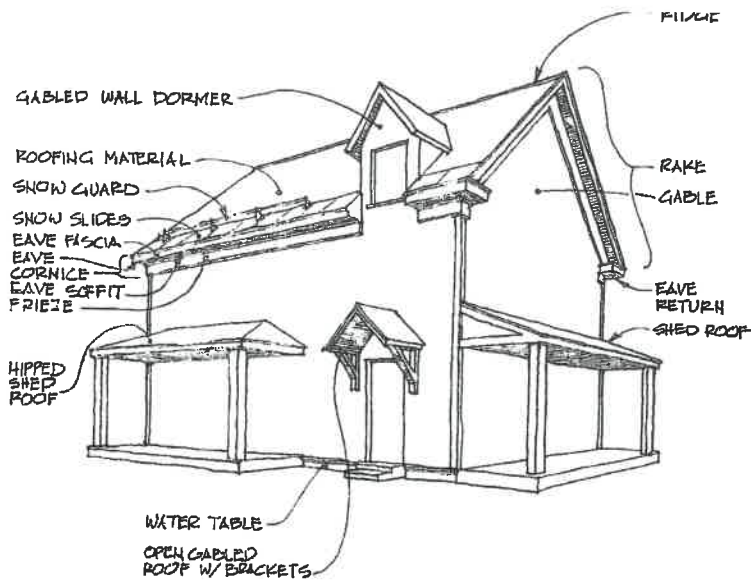 GABLED WALL DORMER
ROOFING MATERIAL
SNOW GUARD
SNOW SLIDES
EAVE FASCIA
EAVE
CORNICE
EAVE SOFFIT
FRIEZE
HIPPED
SHED
ROOF
WATER TABLE
OPEN GABLED
ROOF W/ BRACKETS
RAKE
GABLE
EAVE
RETURN
SHED ROOF